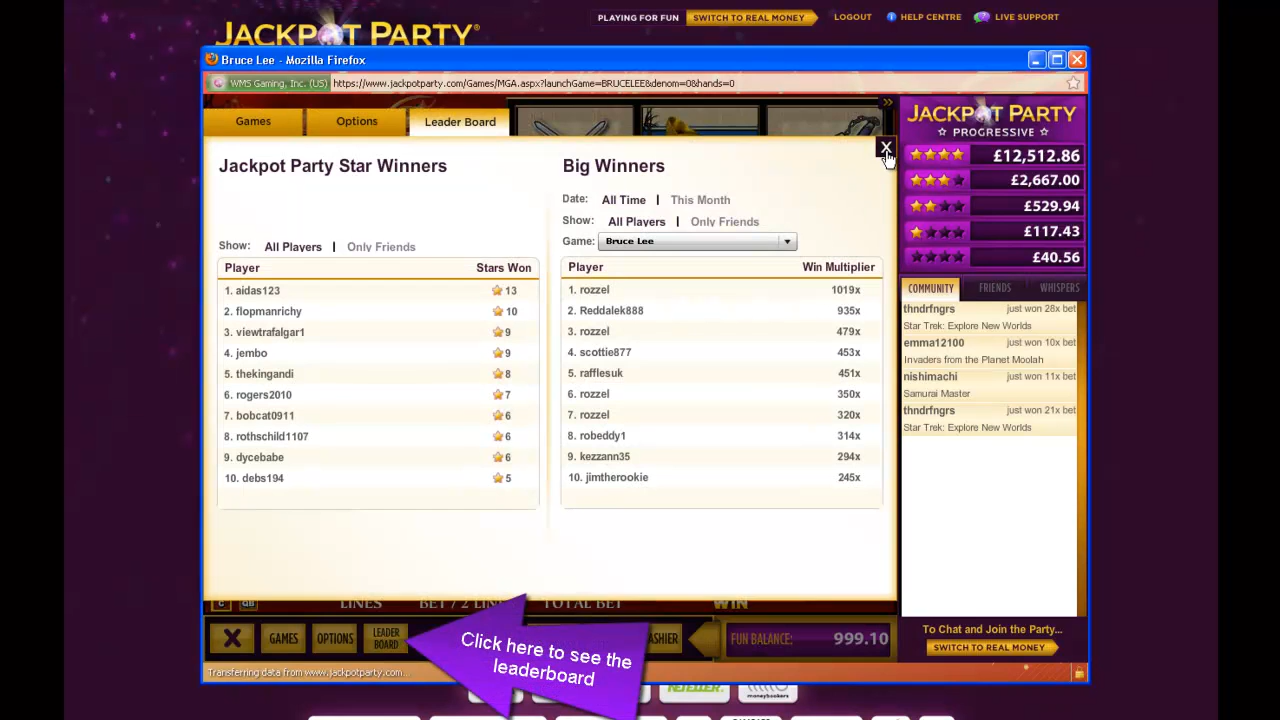 JACKPOT PARTY®
PLAYING FOR FUN
SWITCH TO REAL MONEY
LOGOUT
HELP CENTRE
LIVE SUPPORT
Bruce Lee - Mozilla Firefox
WMS Gaming, Inc. (US)
https://www.jackpotparty.com/Games/MGA.aspx?launchGame=BRUCELEE&denom=0&hands=0
Games
Options
Leader Board
X
Jackpot Party Star Winners
Show: All Players | Only Friends
Player Stars Won
1. aidas123 13
2. flopmanrichy 10
3. viewtrafalgar1 9
4. jembo 9
5. thekingandi 8
6. rogers2010 7
7. bobcat0911 6
8. rothschild1107 6
9. dycebabe 6
10. debs194 5
Big Winners
Date: All Time | This Month
Show: All Players | Only Friends
Game: Bruce Lee
Player Win Multiplier
1. rozzel 1019x
2. Reddalek888 935x
3. rozzel 479x
4. scottie877 453x
5. rafflesuk 451x
6. rozzel 350x
7. rozzel 320x
8. robeddy1 314x
9. kezzann35 294x
10. jimtherookie 245x
JACKPOT PARTY
PROGRESSIVE
£12,512.86
£2,667.00
£529.94
£117.43
£40.56
COMMUNITY FRIENDS WHISPERS
thndrfngrs just won 28x bet
Star Trek: Explore New Worlds
emma12100 just won 10x bet
Invaders from the Planet Moolah
nishimachi just won 11x bet
Samurai Master
thndrfngrs just won 21x bet
Star Trek: Explore New Worlds
To Chat and Join the Party...
SWITCH TO REAL MONEY
C QB LINES BET / 2 LIN TOTAL BET WIN
X
GAMES
OPTIONS
LEADER
BOARD
Click here to see the
leaderboard
ASHIER
FUN BALANCE: 999.10
Transferring data from www.jackpotparty.com...
NETELLER
moneybookers